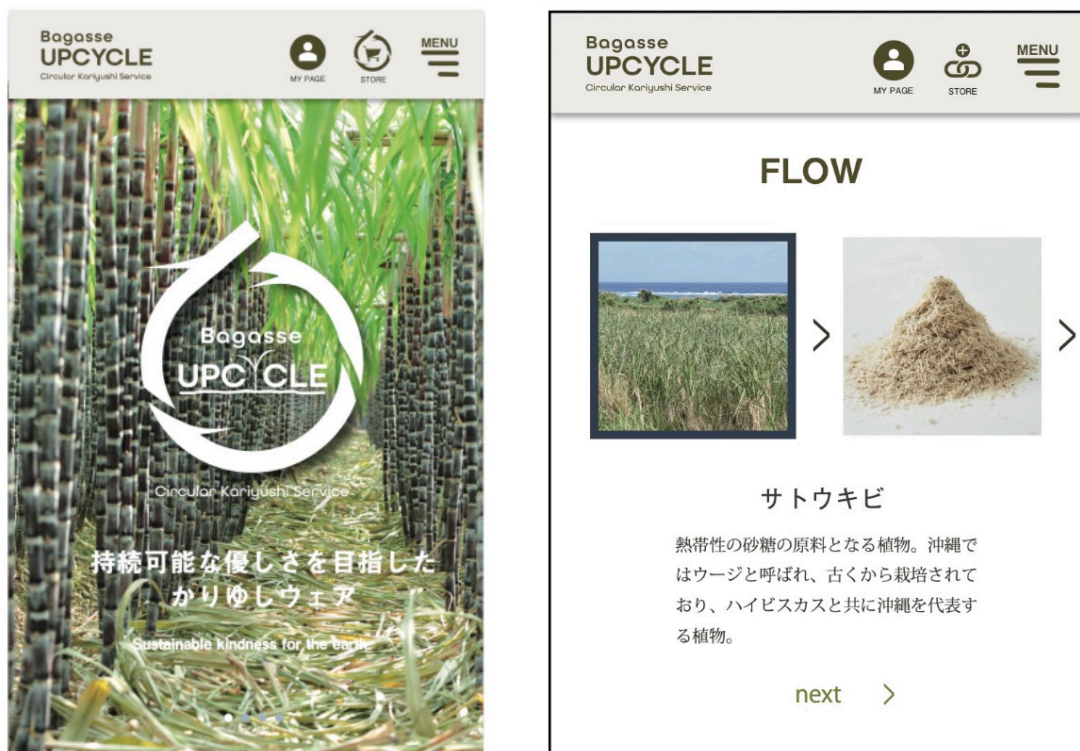 Bagasse
UPCYCLE
Circular Kariyushi Service
MY PAGE
STORE
MENU
Bagasse
UPCYCLE
Circular Kariyushi Service
持続可能な優しさを目指した
かりゆしウェア
Sustainable kindness for the earth
Bagasse
UPCYCLE
Circular Kariyushi Service
MY PAGE
STORE
MENU
FLOW
サトウキビ
熱帯性の砂糖の原料となる植物。沖縄で
はウージと呼ばれ、古くから栽培されて
おり、ハイビスカスと共に沖縄を代表す
る植物。
next